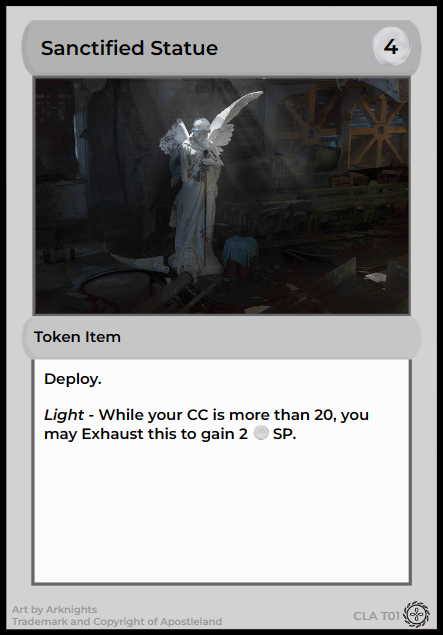 Sanctified Statue
4
Token Item
Deploy.
Light - While your CC is more than 20, you
may Exhaust this to gain 2 SP.
Art by Arknights
Trademark and Copyright of Apostleland
CLA T01